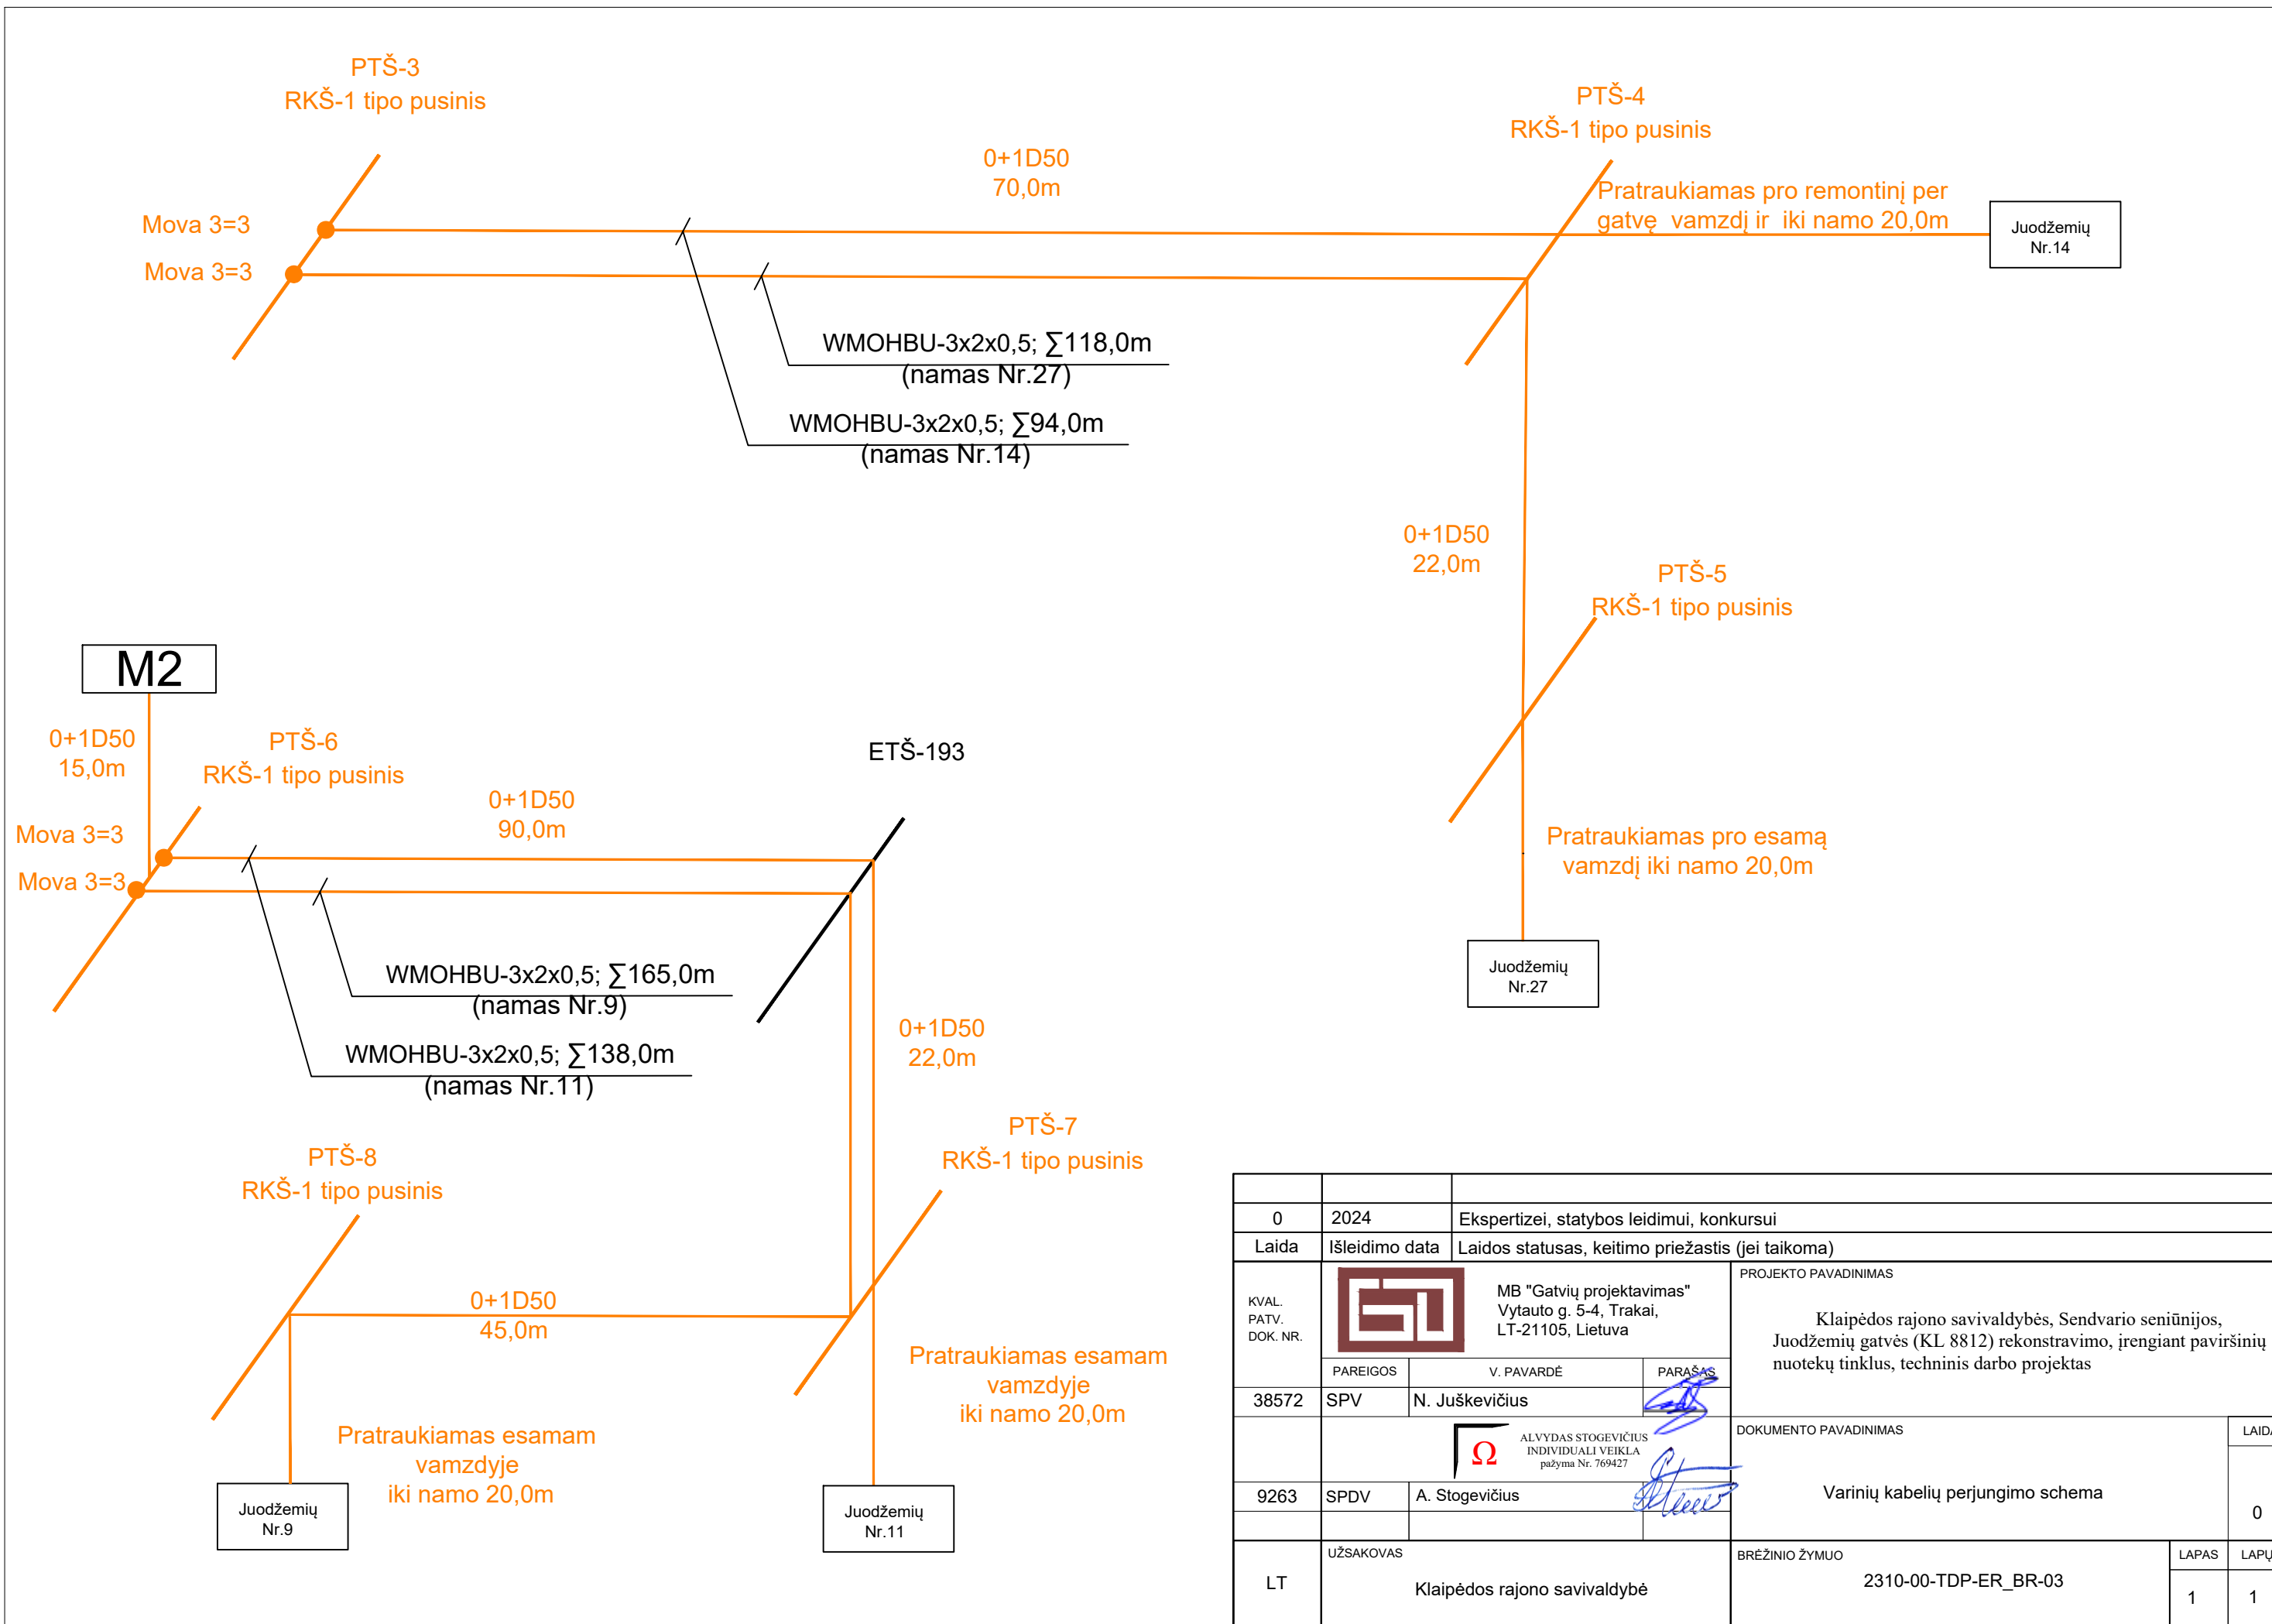 PTŠ-3
RKŠ-1 tipo pusinis
PTŠ-4
RKŠ-1 tipo pusinis
0+1D50
70,0m
Pratraukiamas pro remontinį per
gatvę vamzdį ir iki namo 20,0m
Mova 3=3
Mova 3=3
Juodžemių
Nr.14
WMOHBU-3x2x0,5; ∑118,0m
(namas Nr.27)
WMOHBU-3x2x0,5; ∑94,0m
(namas Nr.14)
0+1D50
22,0m
PTŠ-5
RKŠ-1 tipo pusinis
M2
0+1D50
15,0m
PTŠ-6
RKŠ-1 tipo pusinis
ETŠ-193
0+1D50
90,0m
Mova 3=3
Mova 3=3
Pratraukiamas pro esamą
vamzdį iki namo 20,0m
Juodžemių
Nr.27
WMOHBU-3x2x0,5; ∑165,0m
(namas Nr.9)
WMOHBU-3x2x0,5; ∑138,0m
(namas Nr.11)
0+1D50
22,0m
PTŠ-7
RKŠ-1 tipo pusinis
PTŠ-8
RKŠ-1 tipo pusinis
0+1D50
45,0m
Pratraukiamas esamam
vamzdyje
iki namo 20,0m
Pratraukiamas esamam
vamzdyje
iki namo 20,0m
Juodžemių
Nr.9
Juodžemių
Nr.11
0 2024 Ekspertizei, statybos leidimui, konkursui
Laida Išleidimo data Laidos statusas, keitimo priežastis (jei taikoma)
KVAL.
PATV.
DOK. NR.
MB "Gatvių projektavimas"
Vytauto g. 5-4, Trakai,
LT-21105, Lietuva
PROJEKTO PAVADINIMAS
Klaipėdos rajono savivaldybės, Sendvario seniūnijos,
Juodžemių gatvės (KL 8812) rekonstravimo, įrengiant paviršinių
nuotekų tinklus, techninis darbo projektas
PAREIGOS V. PAVARDĖ PARAŠAS
38572 SPV N. Juškevičius
Ω
ALVYDAS STOGEVIČIUS
INDIVIDUALI VEIKLA
pažyma Nr. 769427
9263 SPDV A. Stogevičius
DOKUMENTO PAVADINIMAS
Varinių kabelių perjungimo schema
LAIDA
0
LT
UŽSAKOVAS
Klaipėdos rajono savivaldybė
BRĖŽINIO ŽYMUO
2310-00-TDP-ER_BR-03
LAPAS LAPŲ
1 1